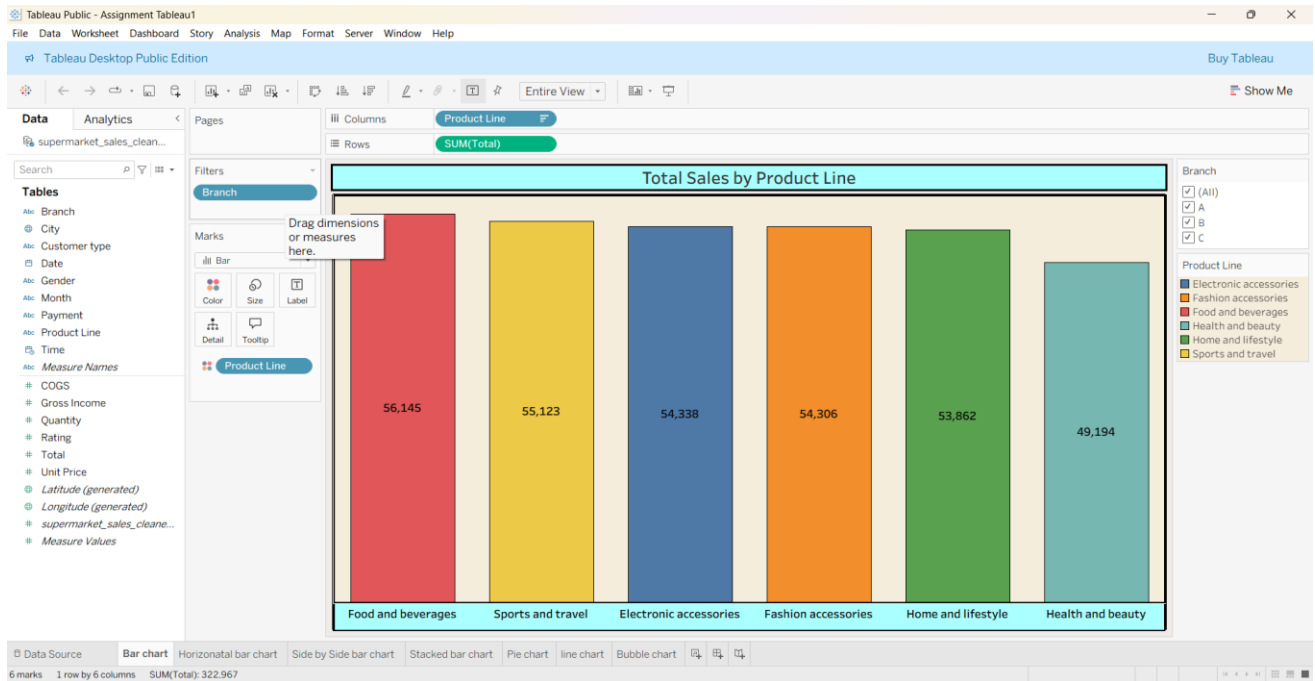 Tableau Public - Assignment Tableau1
File Data Worksheet Dashboard Story Analysis Map Format Server Window Help
Tableau Desktop Public Edition
Buy Tableau
Entire View
Show Me
Data
Analytics
supermarket_sales_clean...
Search
Tables
Abc Branch
City
Abc Customer type
Date
Abc Gender
Abc Month
Abc Payment
Abc Product Line
Time
Abc Measure Names
# COGS
# Gross Income
# Quantity
# Rating
# Total
# Unit Price
Latitude (generated)
Longitude (generated)
# supermarket_sales_cleane...
# Measure Values
Pages
Filters
Branch
Drag dimensions
or measures
here.
Marks
Bar
Color Size Label
Detail Tooltip
Product Line
Columns
Product Line
Rows
SUM(Total)
Total Sales by Product Line
56,145
55,123
54,338
54,306
53,862
49,194
Food and beverages
Sports and travel
Electronic accessories
Fashion accessories
Home and lifestyle
Health and beauty
Branch
(All)
A
B
C
Product Line
Electronic accessories
Fashion accessories
Food and beverages
Health and beauty
Home and lifestyle
Sports and travel
Data Source
Bar chart
Horizonatal bar chart
Side by Side bar chart
Stacked bar chart
Pie chart
line chart
Bubble chart
6 marks 1 row by 6 columns SUM(Total): 322,967